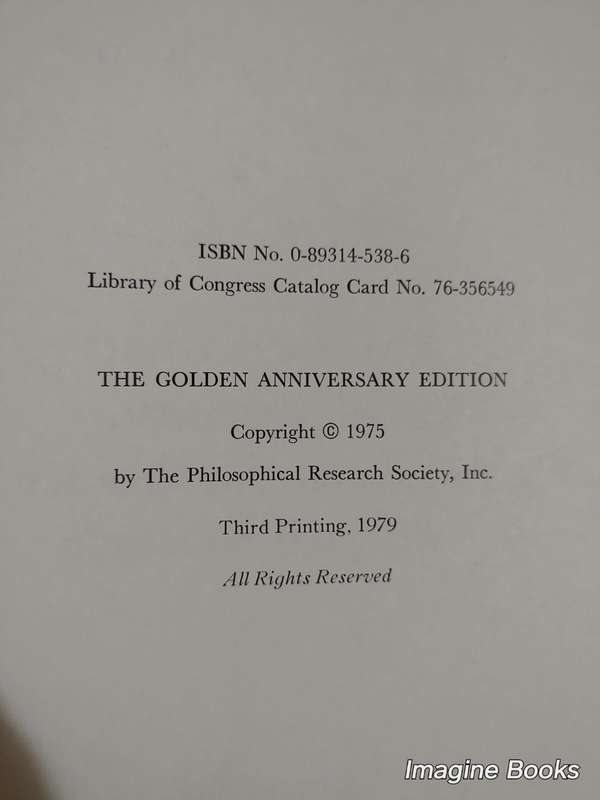 ISBN No. 0-89314-538-6
Library of Congress Catalog Card No. 76-356549
THE GOLDEN ANNIVERSARY EDITION
Copyright © 1975
by The Philosophical Research Society, Inc.
Third Printing, 1979
All Rights Reserved
Imagine Books